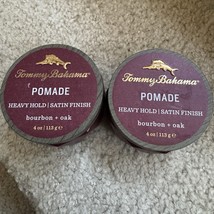 Tommy Bahama®
POMADE
HEAVY HOLD | SATIN FINISH
bourbon + oak
4 oz / 113 g ℮
Tommy Bahama®
POMADE
HEAVY HOLD | SATIN FINISH
bourbon + oak
4 oz / 113 g ℮